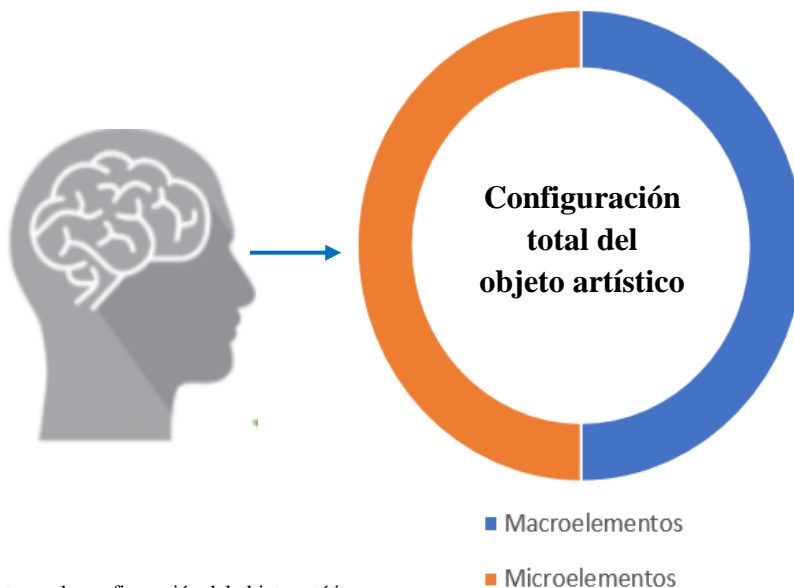 Configuración
total del
objeto artístico
Macroelementos
Microelementos